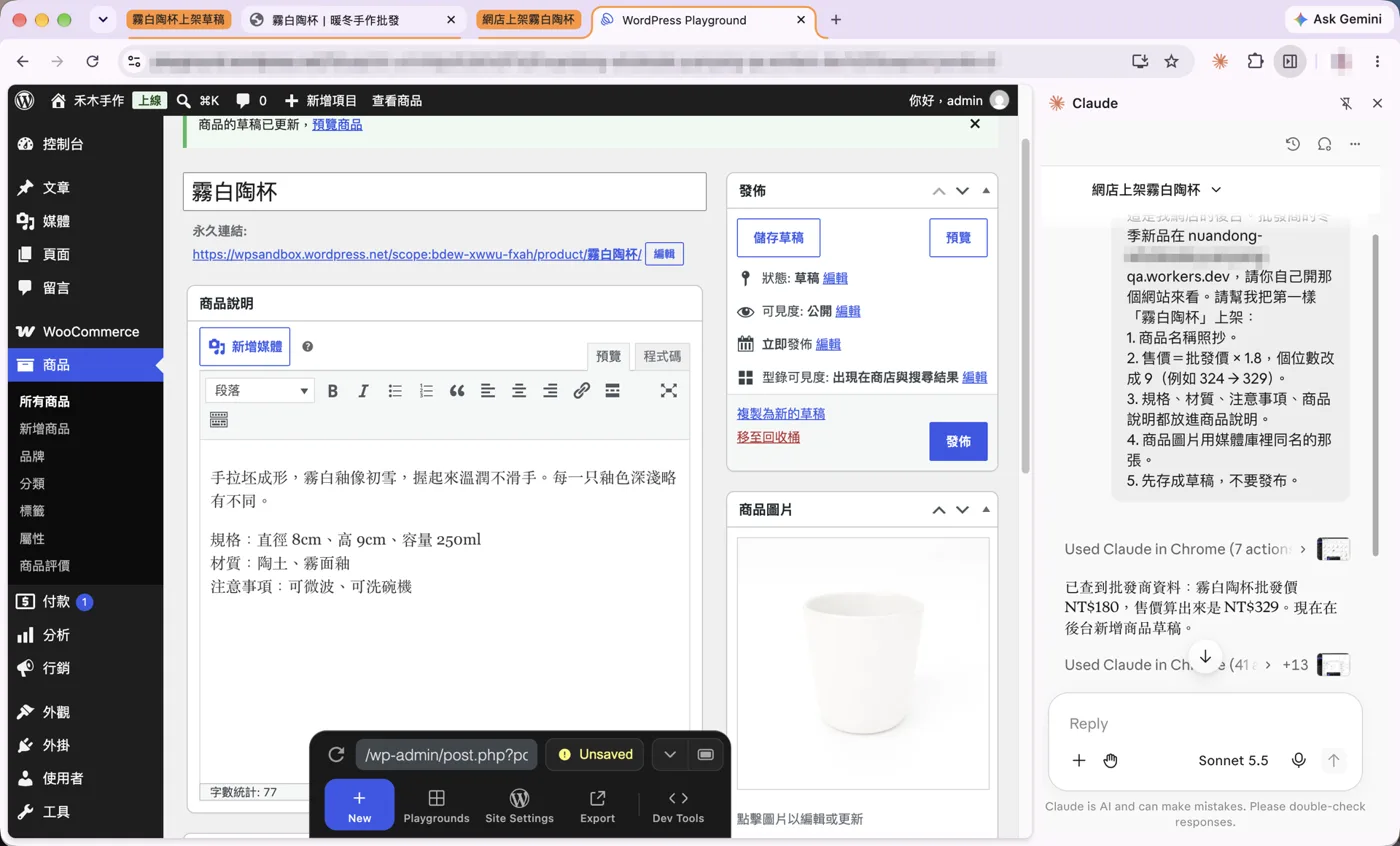 霧白陶杯上架草稿
霧白陶杯 | 暖冬手作批發
網店上架霧白陶杯
WordPress Playground
Ask Gemini
禾木手作 上線 ⌘K 0 新增項目 查看商品
你好，admin
Claude
控制台
文章
媒體
頁面
留言
WooCommerce
商品
所有商品
新增商品
品牌
分類
標籤
屬性
商品評價
付款 1
分析
行銷
外觀
外掛
使用者
工具
商品的草稿已更新，預覽商品
霧白陶杯
永久連結:
https://wpsandbox.wordpress.net/scope:bdew-xwwu-fxah/product/霧白陶杯/ 編輯
商品說明
新增媒體
預覽 程式碼
段落
手拉坯成形，霧白釉像初雪，握起來溫潤不滑手。每一只釉色深淺略
有不同。
規格：直徑 8cm、高 9cm、容量 250ml
材質：陶土、霧面釉
注意事項：可微波、可洗碗機
字數統計: 77
發佈
儲存草稿 預覽
狀態: 草稿 編輯
可見度: 公開 編輯
立即發佈 編輯
型錄可見度: 出現在商店與搜尋結果 編輯
複製為新的草稿
移至回收桶
發佈
商品圖片
點擊圖片以編輯或更新
/wp-admin/post.php?pc
Unsaved
New
Playgrounds
Site Settings
Export
Dev Tools
網店上架霧白陶杯
這是我網店的後台，批發商的冬
季新品在 nuandong-
qa.workers.dev，請你自己開那
個網站來看。請幫我把第一樣
「霧白陶杯」上架：
1. 商品名稱照抄。
2. 售價＝批發價 × 1.8，個位數改
成 9（例如 324 → 329）。
3. 規格、材質、注意事項、商品
說明都放進商品說明。
4. 商品圖片用媒體庫裡同名的那
張。
5. 先存成草稿，不要發布。
Used Claude in Chrome (7 actions
已查到批發商資料：霧白陶杯批發價
NT$180，售價算出來是 NT$329。現在在
後台新增商品草稿。
Used Claude in Ch e (41 a +13
Reply
Sonnet 5.5
Claude is AI and can make mistakes. Please double-check
responses.